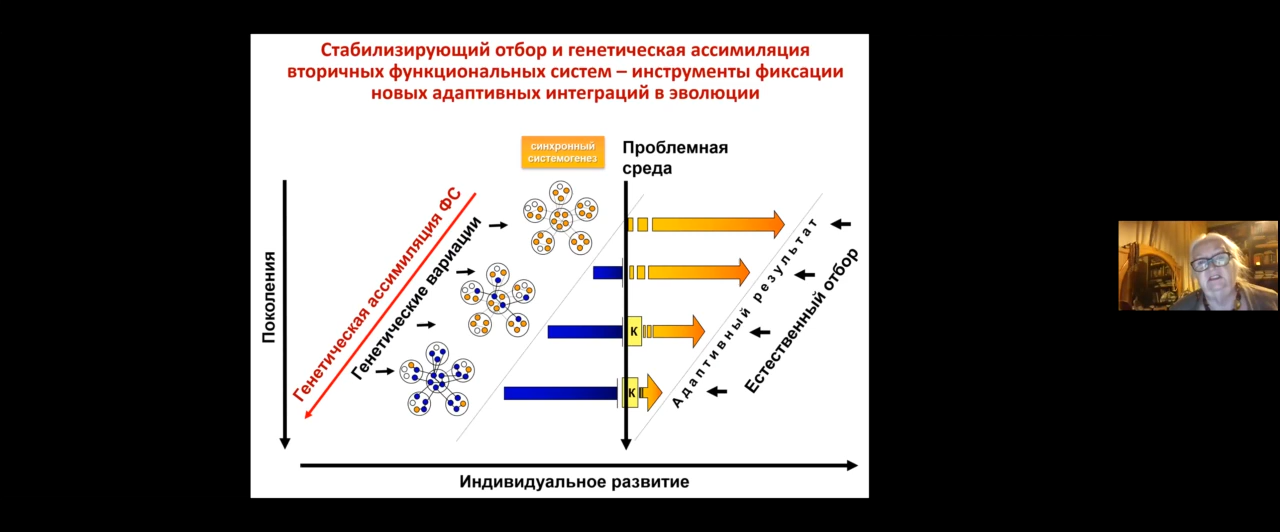 Стабилизирующий отбор и генетическая ассимиляция
вторичных функциональных систем – инструменты фиксации
новых адаптивных интеграций в эволюции
синхронный
системогенез
Проблемная
среда
Поколения
Генетическая ассимиляция ФС
Генетические вариации
К
К
Адаптивный результат
Естественный отбор
Индивидуальное развитие